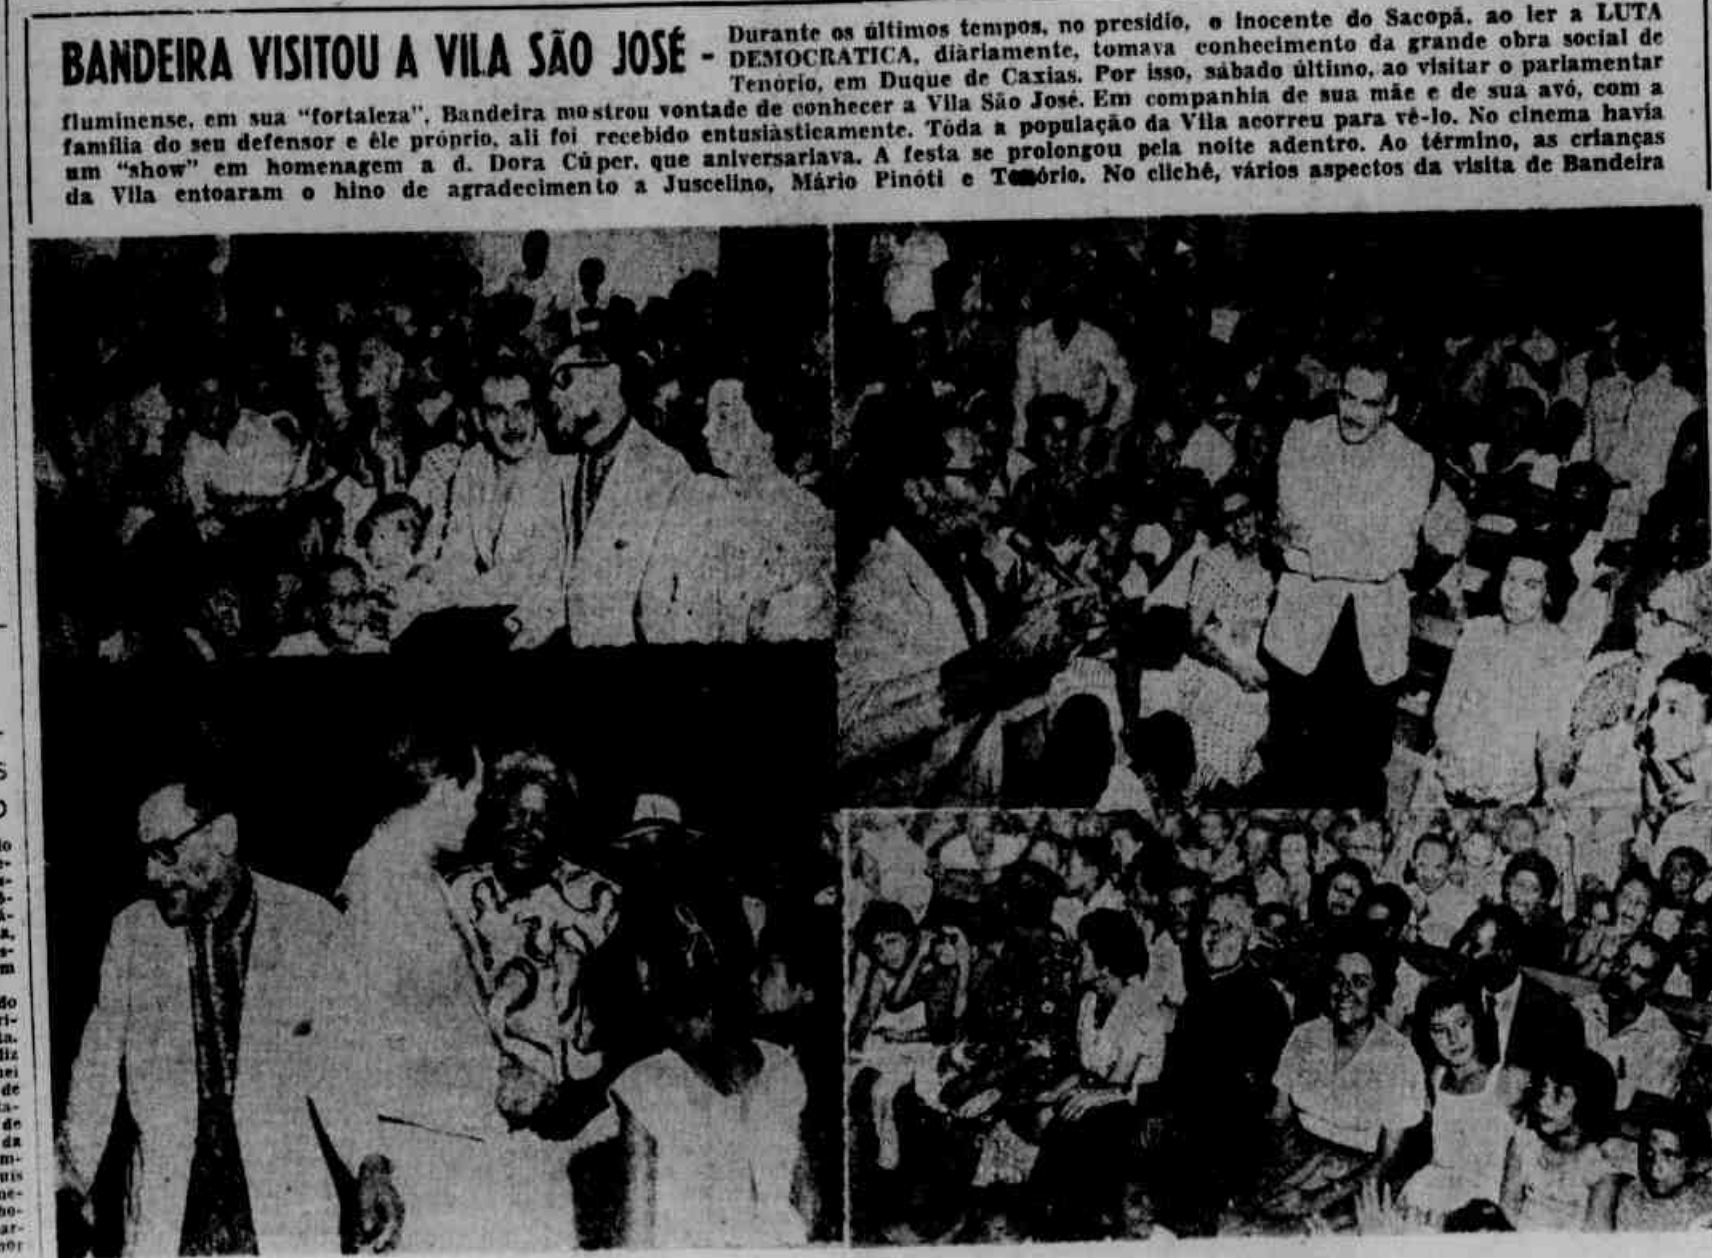 BANDEIRA VISITOU A VILA SÃO JOSÉ -
Durante os últimos tempos, no presídio, o inocente do Sacopã, ao ler a LUTA
DEMOCRATICA, diàriamente, tomava conhecimento da grande obra social de
Tenório, em Duque de Caxias. Por isso, sábado último, ao visitar o parlamentar
fluminense, em sua "fortaleza", Bandeira mostrou vontade de conhecer a Vila São José. Em companhia de sua mãe e de sua avó, com a
família do seu defensor e êle próprio, ali foi recebido entusiàsticamente. Tôda a população da Vila acorreu para vê-lo. No cinema havia
um "show" em homenagem a d. Dora Cúper, que aniversariava. A festa se prolongou pela noite adentro. Ao término, as crianças
da Vila entoaram o hino de agradecimento a Juscelino, Mário Pinóti e Tenório. No clichê, vários aspectos da visita de Bandeira